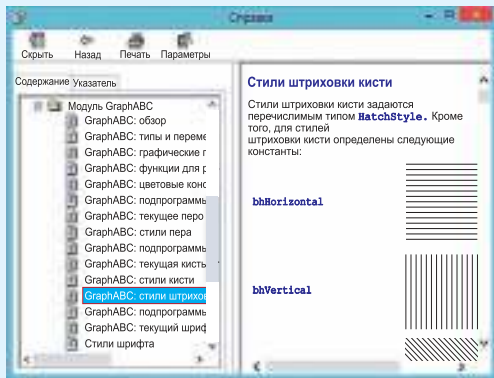 Справка
Скрыть Назад Печать Параметры
Содержание Указатель
Модуль GraphABC
GraphABC: обзор
GraphABC: типы и переме
GraphABC: графические г
GraphABC: функции для р
GraphABC: цветовые конс
GraphABC: подпрограммы
GraphABC: текущее перо
GraphABC: стили пера
GraphABC: подпрограммы
GraphABC: текущая кисть
GraphABC: стили кисти
GraphABC: стили штрихов
GraphABC: подпрограммы
GraphABC: текущий шриф
Стили шрифта
Стили штриховки кисти
Стили штриховки кисти задаются
перечислимым типом HatchStyle. Кроме
того, для стилей
штриховки кисти определены следующие
константы:
bhHorizontal
bhVertical